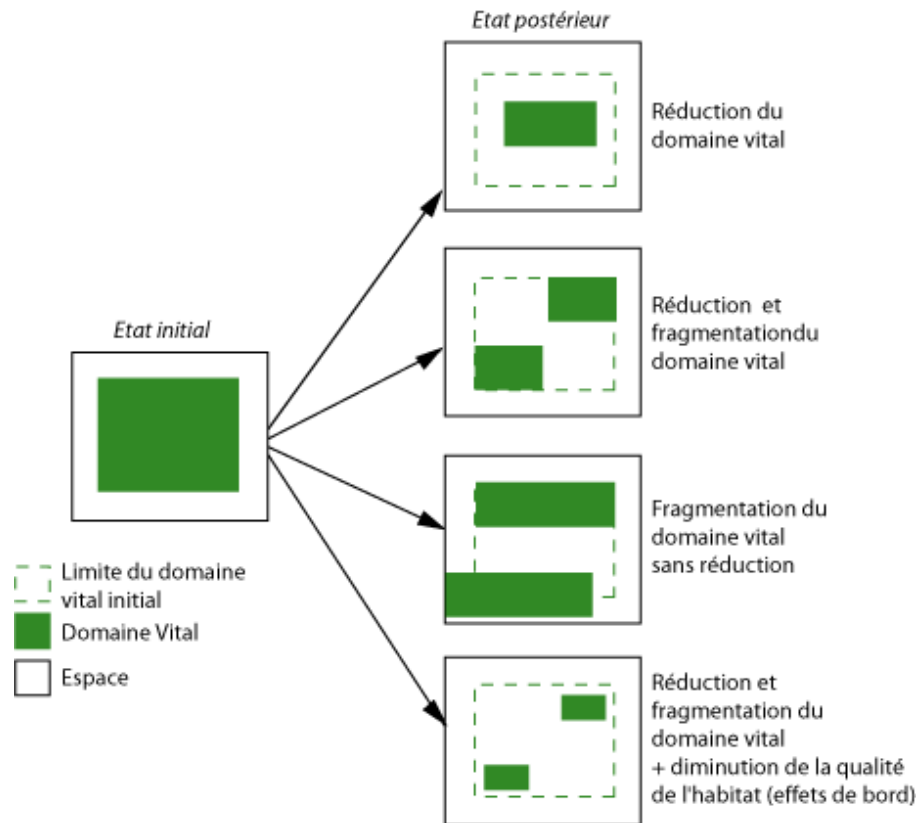 Etat postérieur
Réduction du
domaine vital
Réduction et
fragmentationdu
domaine vital
Etat initial
Fragmentation du
domaine vital
sans réduction
Limite du domaine
vital initial
Domaine Vital
Espace
Réduction et
fragmentation du
domaine vital
+ diminution de la qualité
de l'habitat (effets de bord)